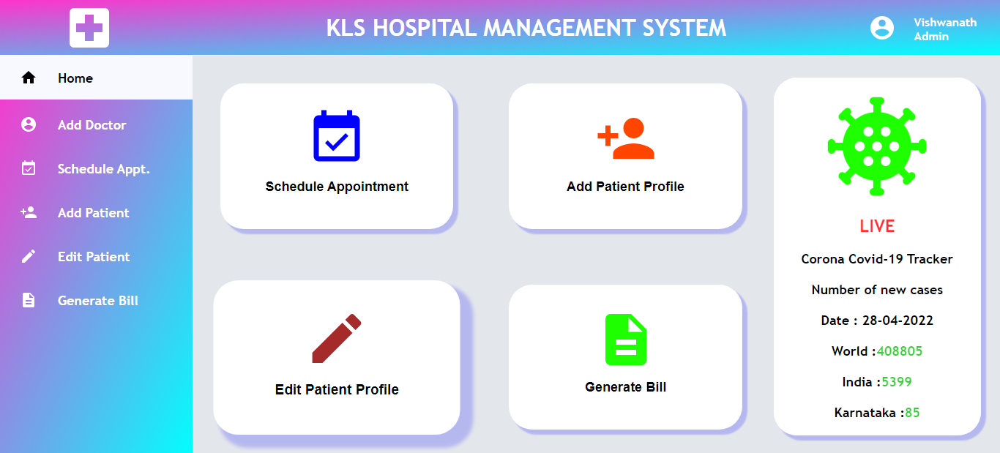 KLS HOSPITAL MANAGEMENT SYSTEM
Vishwanath
Admin
Home
Add Doctor
Schedule Appt.
Add Patient
Edit Patient
Generate Bill
Schedule Appointment
Add Patient Profile
Edit Patient Profile
Generate Bill
LIVE
Corona Covid-19 Tracker
Number of new cases
Date : 28-04-2022
World :408805
India :5399
Karnataka :85